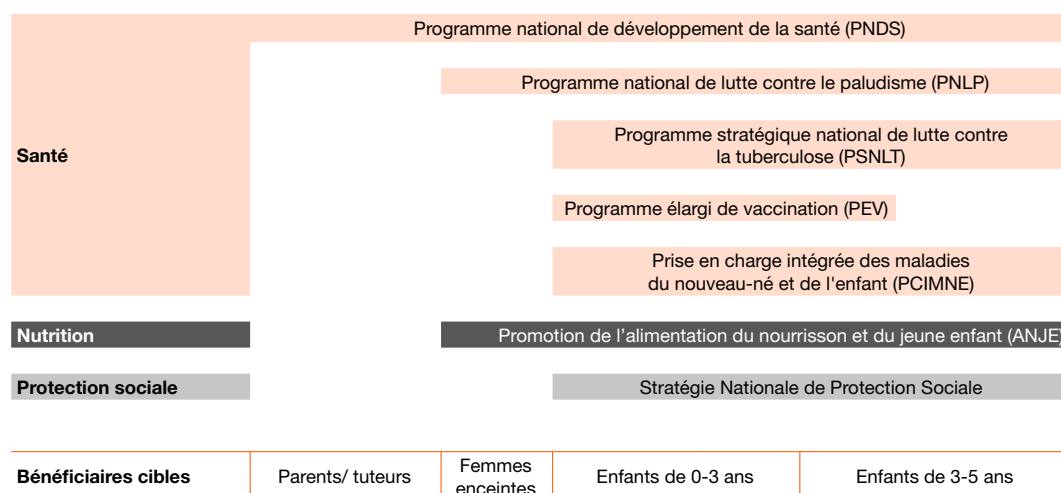 Programme national de développement de la santé (PNDS)
Programme national de lutte contre le paludisme (PNLP)
Santé
Programme stratégique national de lutte contre
la tuberculose (PSNLT)
Programme élargi de vaccination (PEV)
Prise en charge intégrée des maladies
du nouveau-né et de l'enfant (PCIMNE)
Nutrition
Promotion de l’alimentation du nourrisson et du jeune enfant (ANJE)
Protection sociale
Stratégie Nationale de Protection Sociale
Bénéficiaires cibles
Parents/ tuteurs
Femmes
enceintes
Enfants de 0-3 ans
Enfants de 3-5 ans